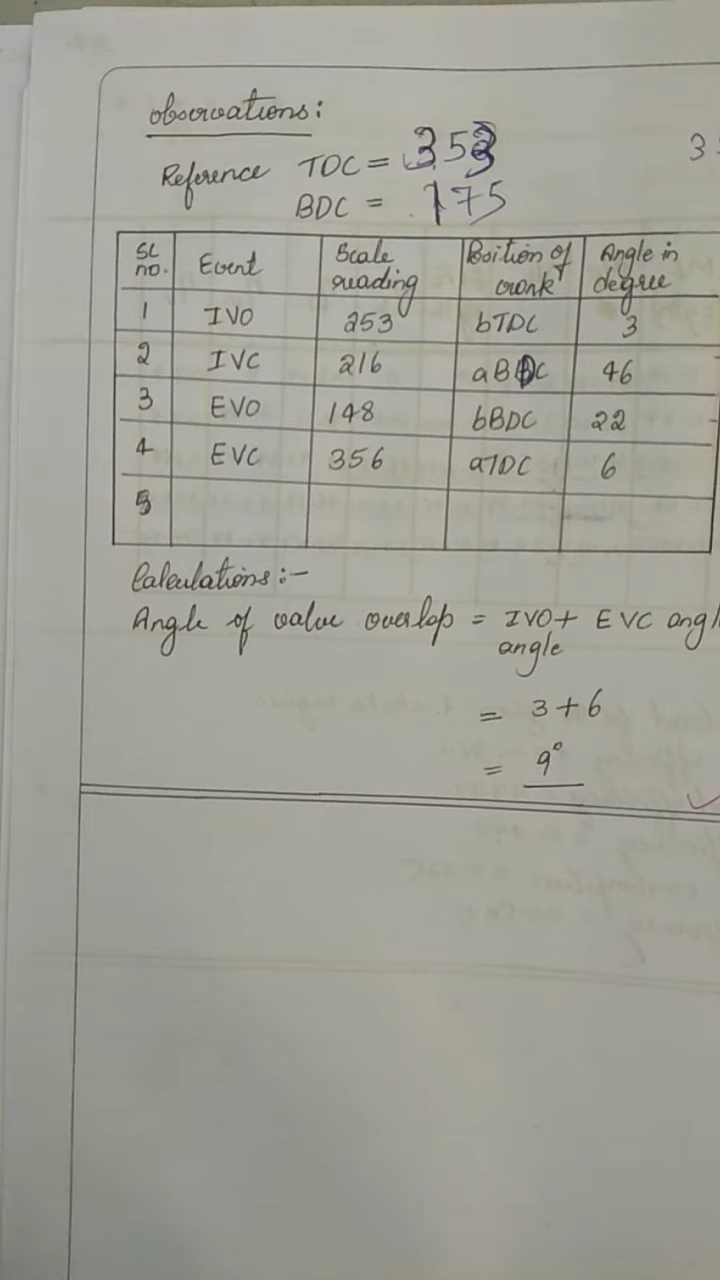 Observations:
Reference TDC = 353
BDC = 175
SL no. Event Scale reading Position of crank Angle in degree
1 IVO 253 bTDC 3
2 IVC 216 aBDC 46
3 EVO 148 bBDC 22
4 EVC 356 aTDC 6
5
Calculations:-
Angle of valve overlap = IVO + EVC angl
angle
= 3+6
= 9°